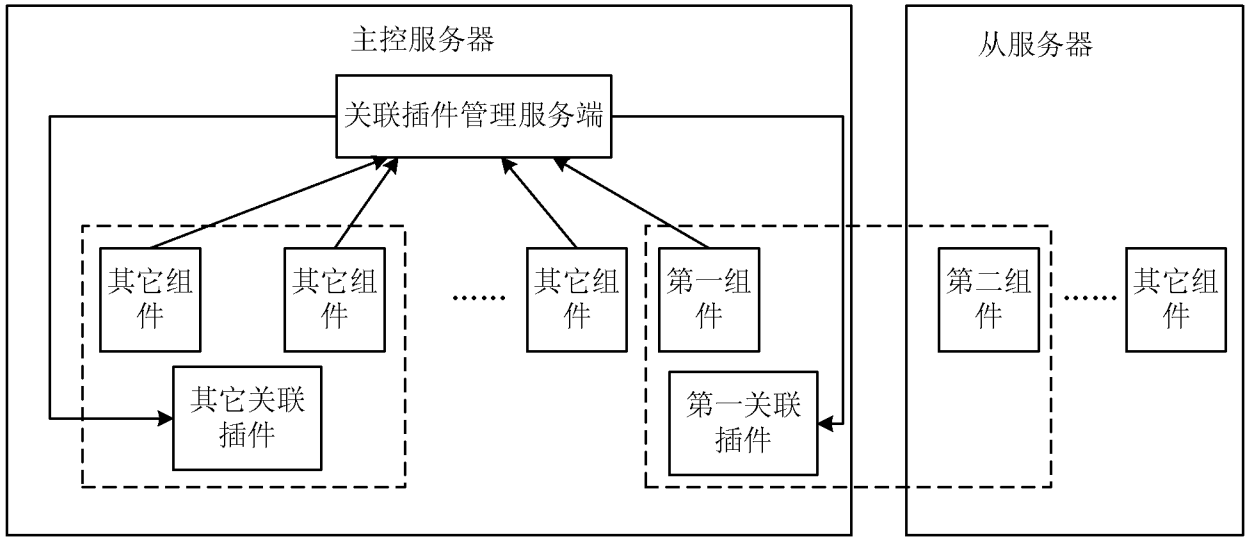 主控服务器
从服务器
关联插件管理服务端
其它组
件
其它组
件
……
其它组
件
第一组
件
第二组
件
……
其它组
件
其它关联
插件
第一关联
插件